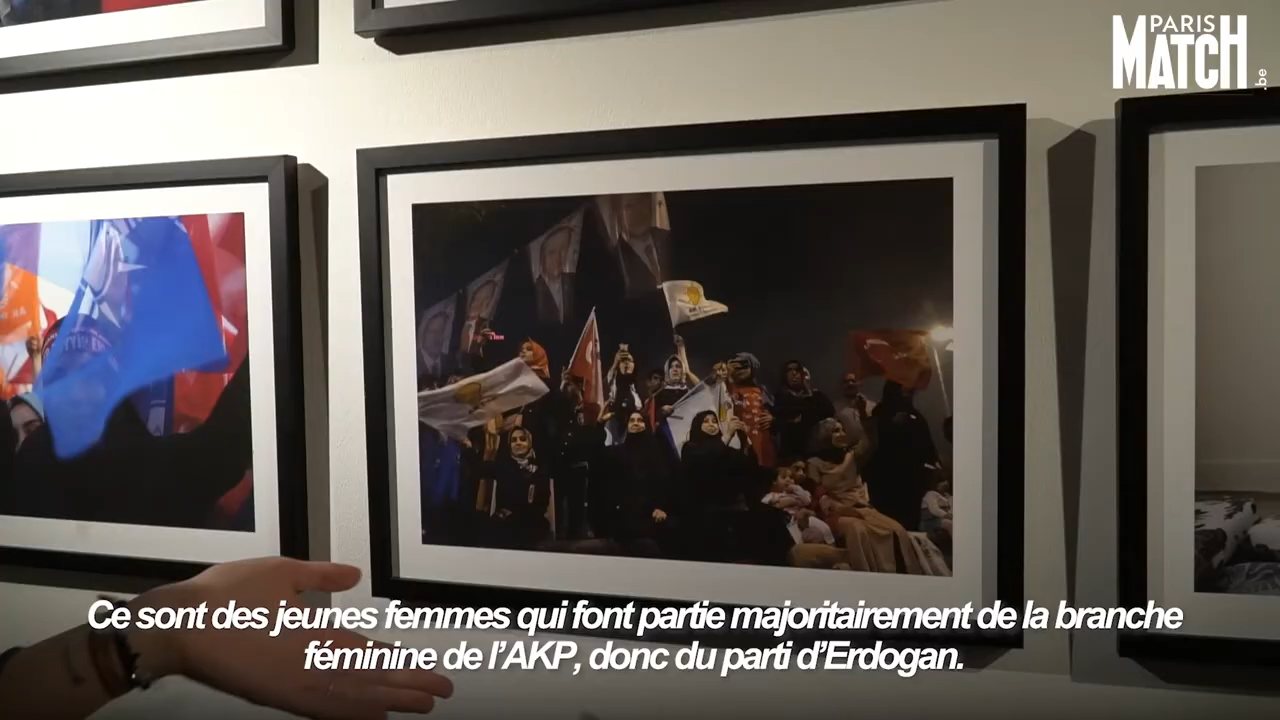 PARIS
MATCH
.be
Ce sont des jeunes femmes qui font partie majoritairement de la branche
féminine de l'AKP, donc du parti d'Erdogan.